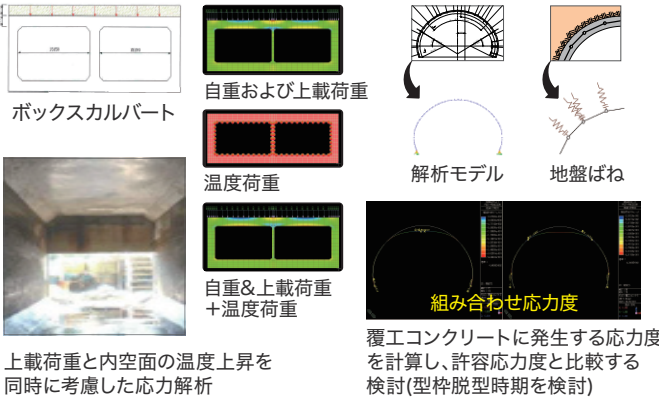 ボックスカルバート
自重および上載荷重
温度荷重
自重&上載荷重
+温度荷重
上載荷重と内空面の温度上昇を
同時に考慮した応力解析
解析モデル
地盤ばね
組み合わせ応力度
覆工コンクリートに発生する応力度
を計算し、許容応力度と比較する
検討(型枠脱型時期を検討)